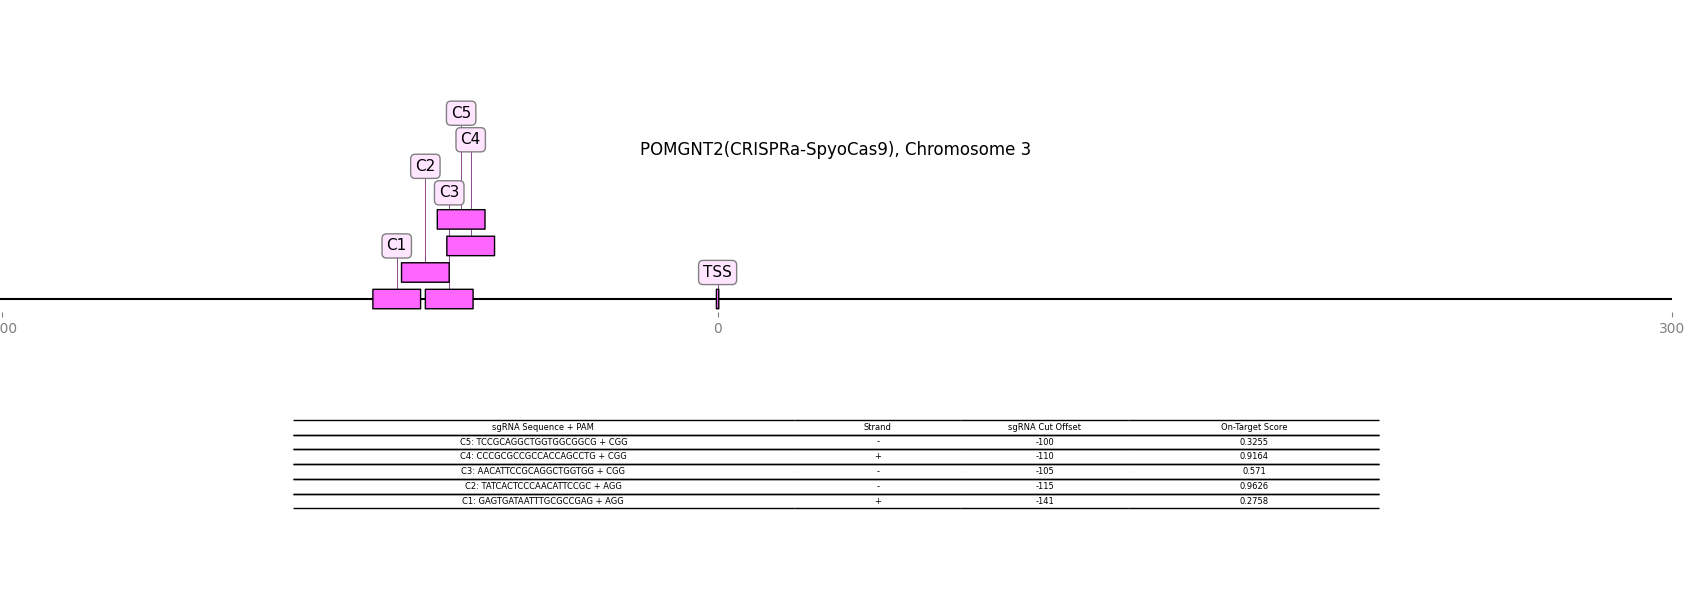 C5
C4
POMGNT2(CRISPRa-SpyoCas9), Chromosome 3
C2
C3
C1
TSS
00 0 300
sgRNA Sequence + PAM Strand sgRNA Cut Offset On-Target Score
C5: TCCGCAGGCTGGTGGCGGCG + CGG - -100 0.3255
C4: CCCGCGCCGCCACCAGCCTG + CGG + -110 0.9164
C3: AACATTCCGCAGGCTGGTGG + CGG - -105 0.571
C2: TATCACTCCCAACATTCCGC + AGG - -115 0.9626
C1: GAGTGATAATTTGCGCCGAG + AGG + -141 0.2758